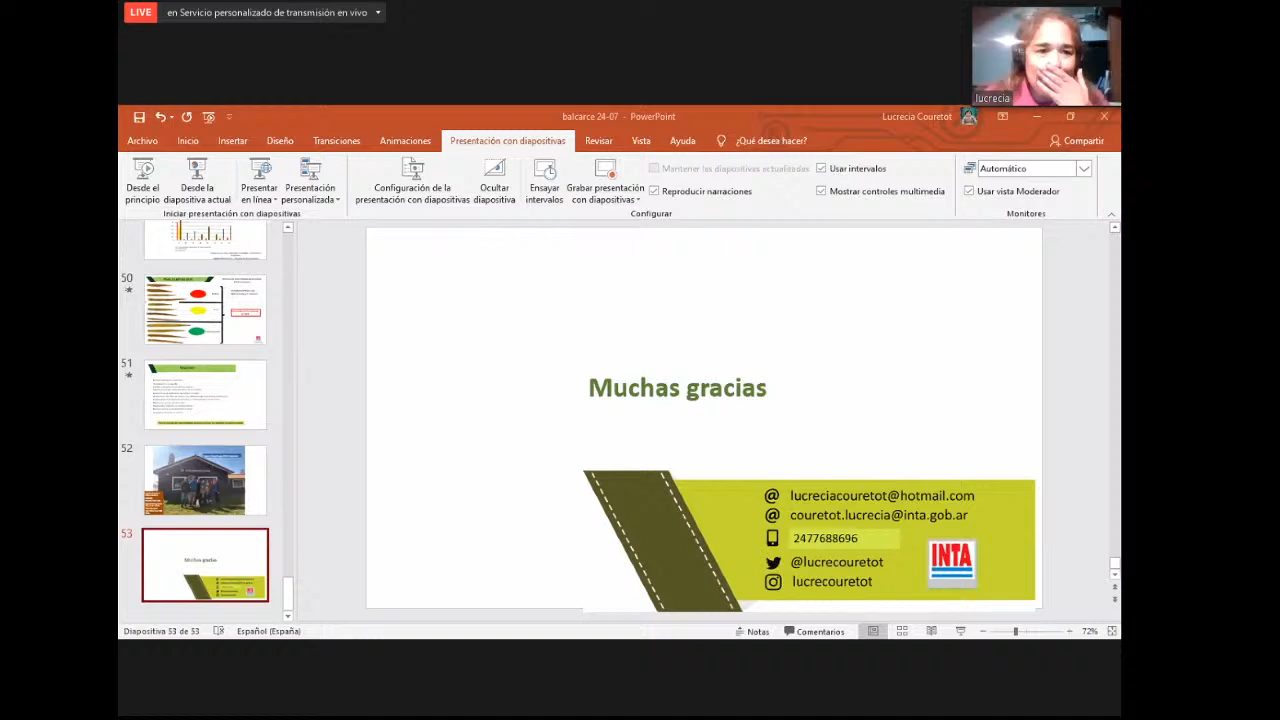 LIVE en Servicio personalizado de transmisión en vivo
lucrecia
balcarce 24-07 - PowerPoint
Lucrecia Couretot
Archivo Inicio Insertar Diseño Transiciones Animaciones Presentación con diapositivas Revisar Vista Ayuda ¿Qué desea hacer? Compartir
Desde el principio
Desde la diapositiva actual
Presentar en línea
Presentación personalizada
Configuración de la presentación con diapositivas
Ocultar diapositiva
Ensayar intervalos
Grabar presentación con diapositivas
Mantener las diapositivas actualizadas
Reproducir narraciones
Usar intervalos
Mostrar controles multimedia
Automático
Usar vista Moderador
Iniciar presentación con diapositivas
Configurar
Monitores
50
51
52
53
Muchas gracias
Muchas gracias
@ lucreciacouretot@hotmail.com
@ couretot.lucrecia@inta.gob.ar
2477688696
@lucrecouretot
lucrecouretot
INTA
Diapositiva 53 de 53 Español (España) Notas Comentarios 72%